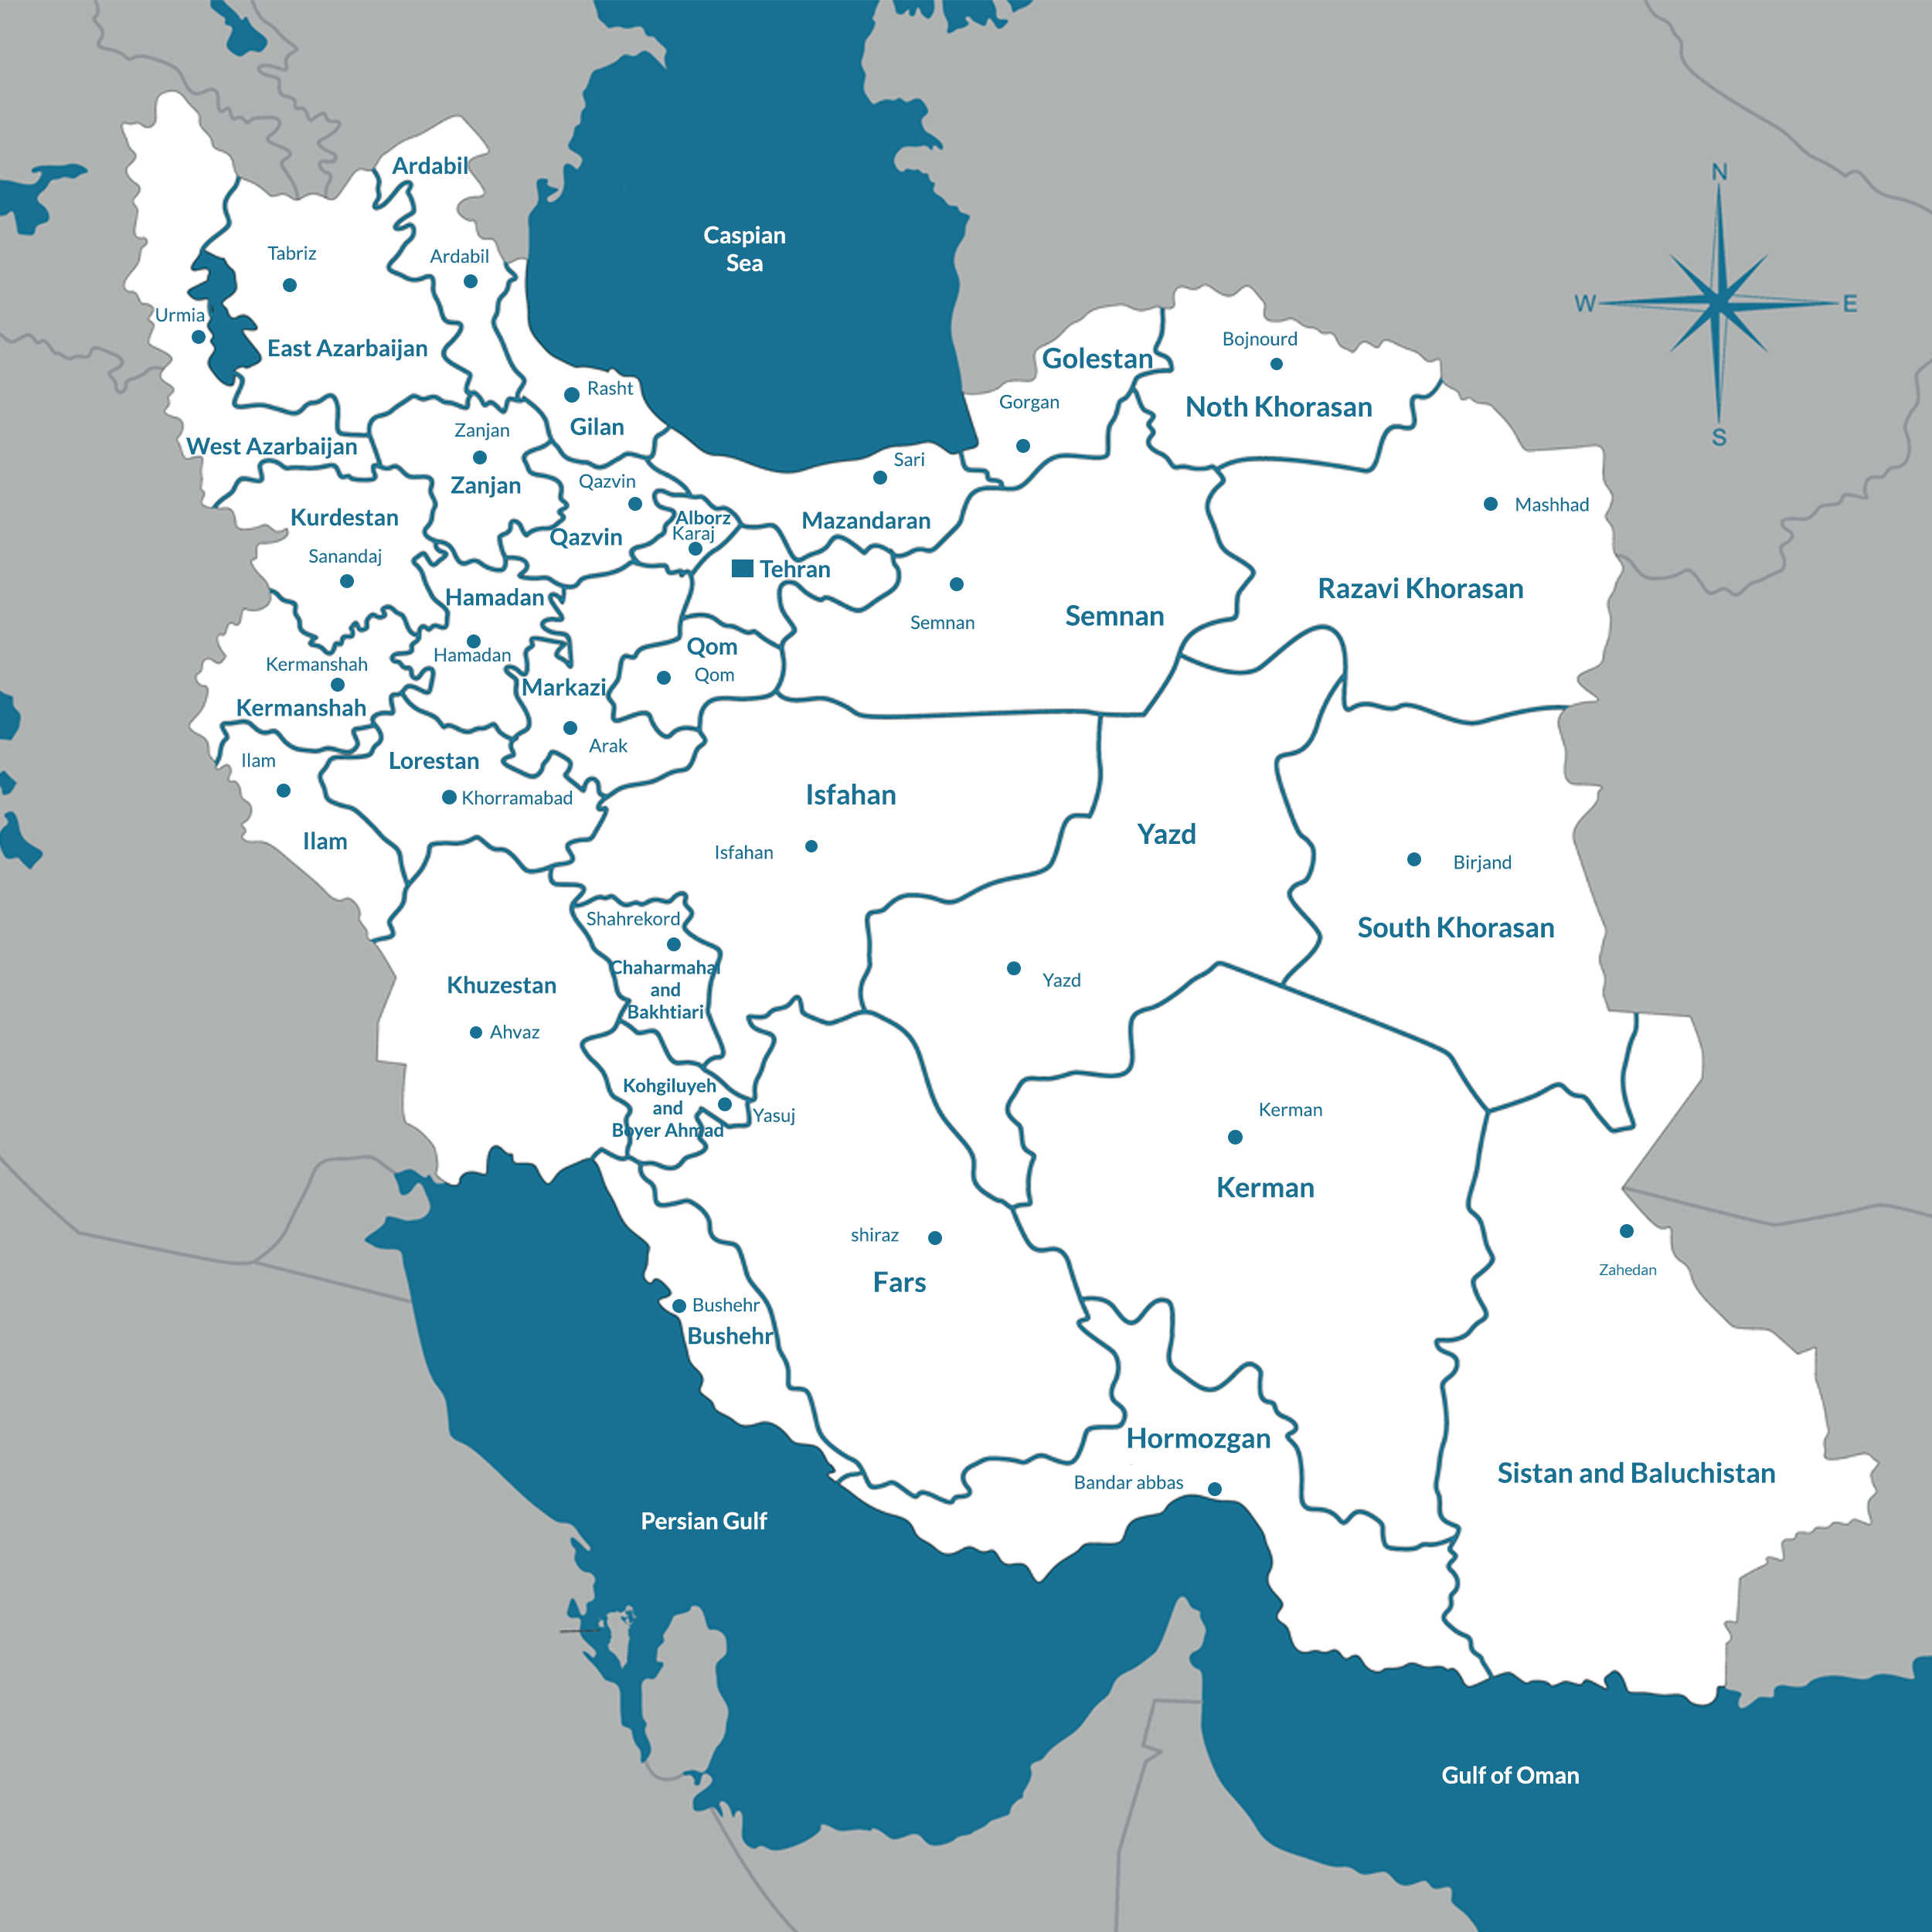 Ardabil
N
Caspian
Sea
Tabriz
Ardabil
W
E
Urmia
Bojnourd
East Azarbaijan
Golestan
Rasht
Gorgan
Noth Khorasan
Gilan
S
Zanjan
West Azarbaijan
Sari
Zanjan
Qazvin
Mashhad
Kurdestan
Alborz
Mazandaran
Karaj
Qazvin
Sanandaj
Tehran
Razavi Khorasan
Hamadan
Semnan
Semnan
Qom
Hamadan
Kermanshah
Qom
Markazi
Kermanshah
Arak
Ilam
Lorestan
Khorramabad
Isfahan
Ilam
Yazd
Isfahan
Birjand
Shahrekord
South Khorasan
Chaharmahal
and
Bakhtiari
Yazd
Khuzestan
Ahvaz
Kohgiluyeh
and
Boyer Ahmad
Yasuj
Kerman
Kerman
shiraz
Zahedan
Fars
Bushehr
Bushehr
Hormozgan
Bandar abbas
Sistan and Baluchistan
Persian Gulf
Gulf of Oman